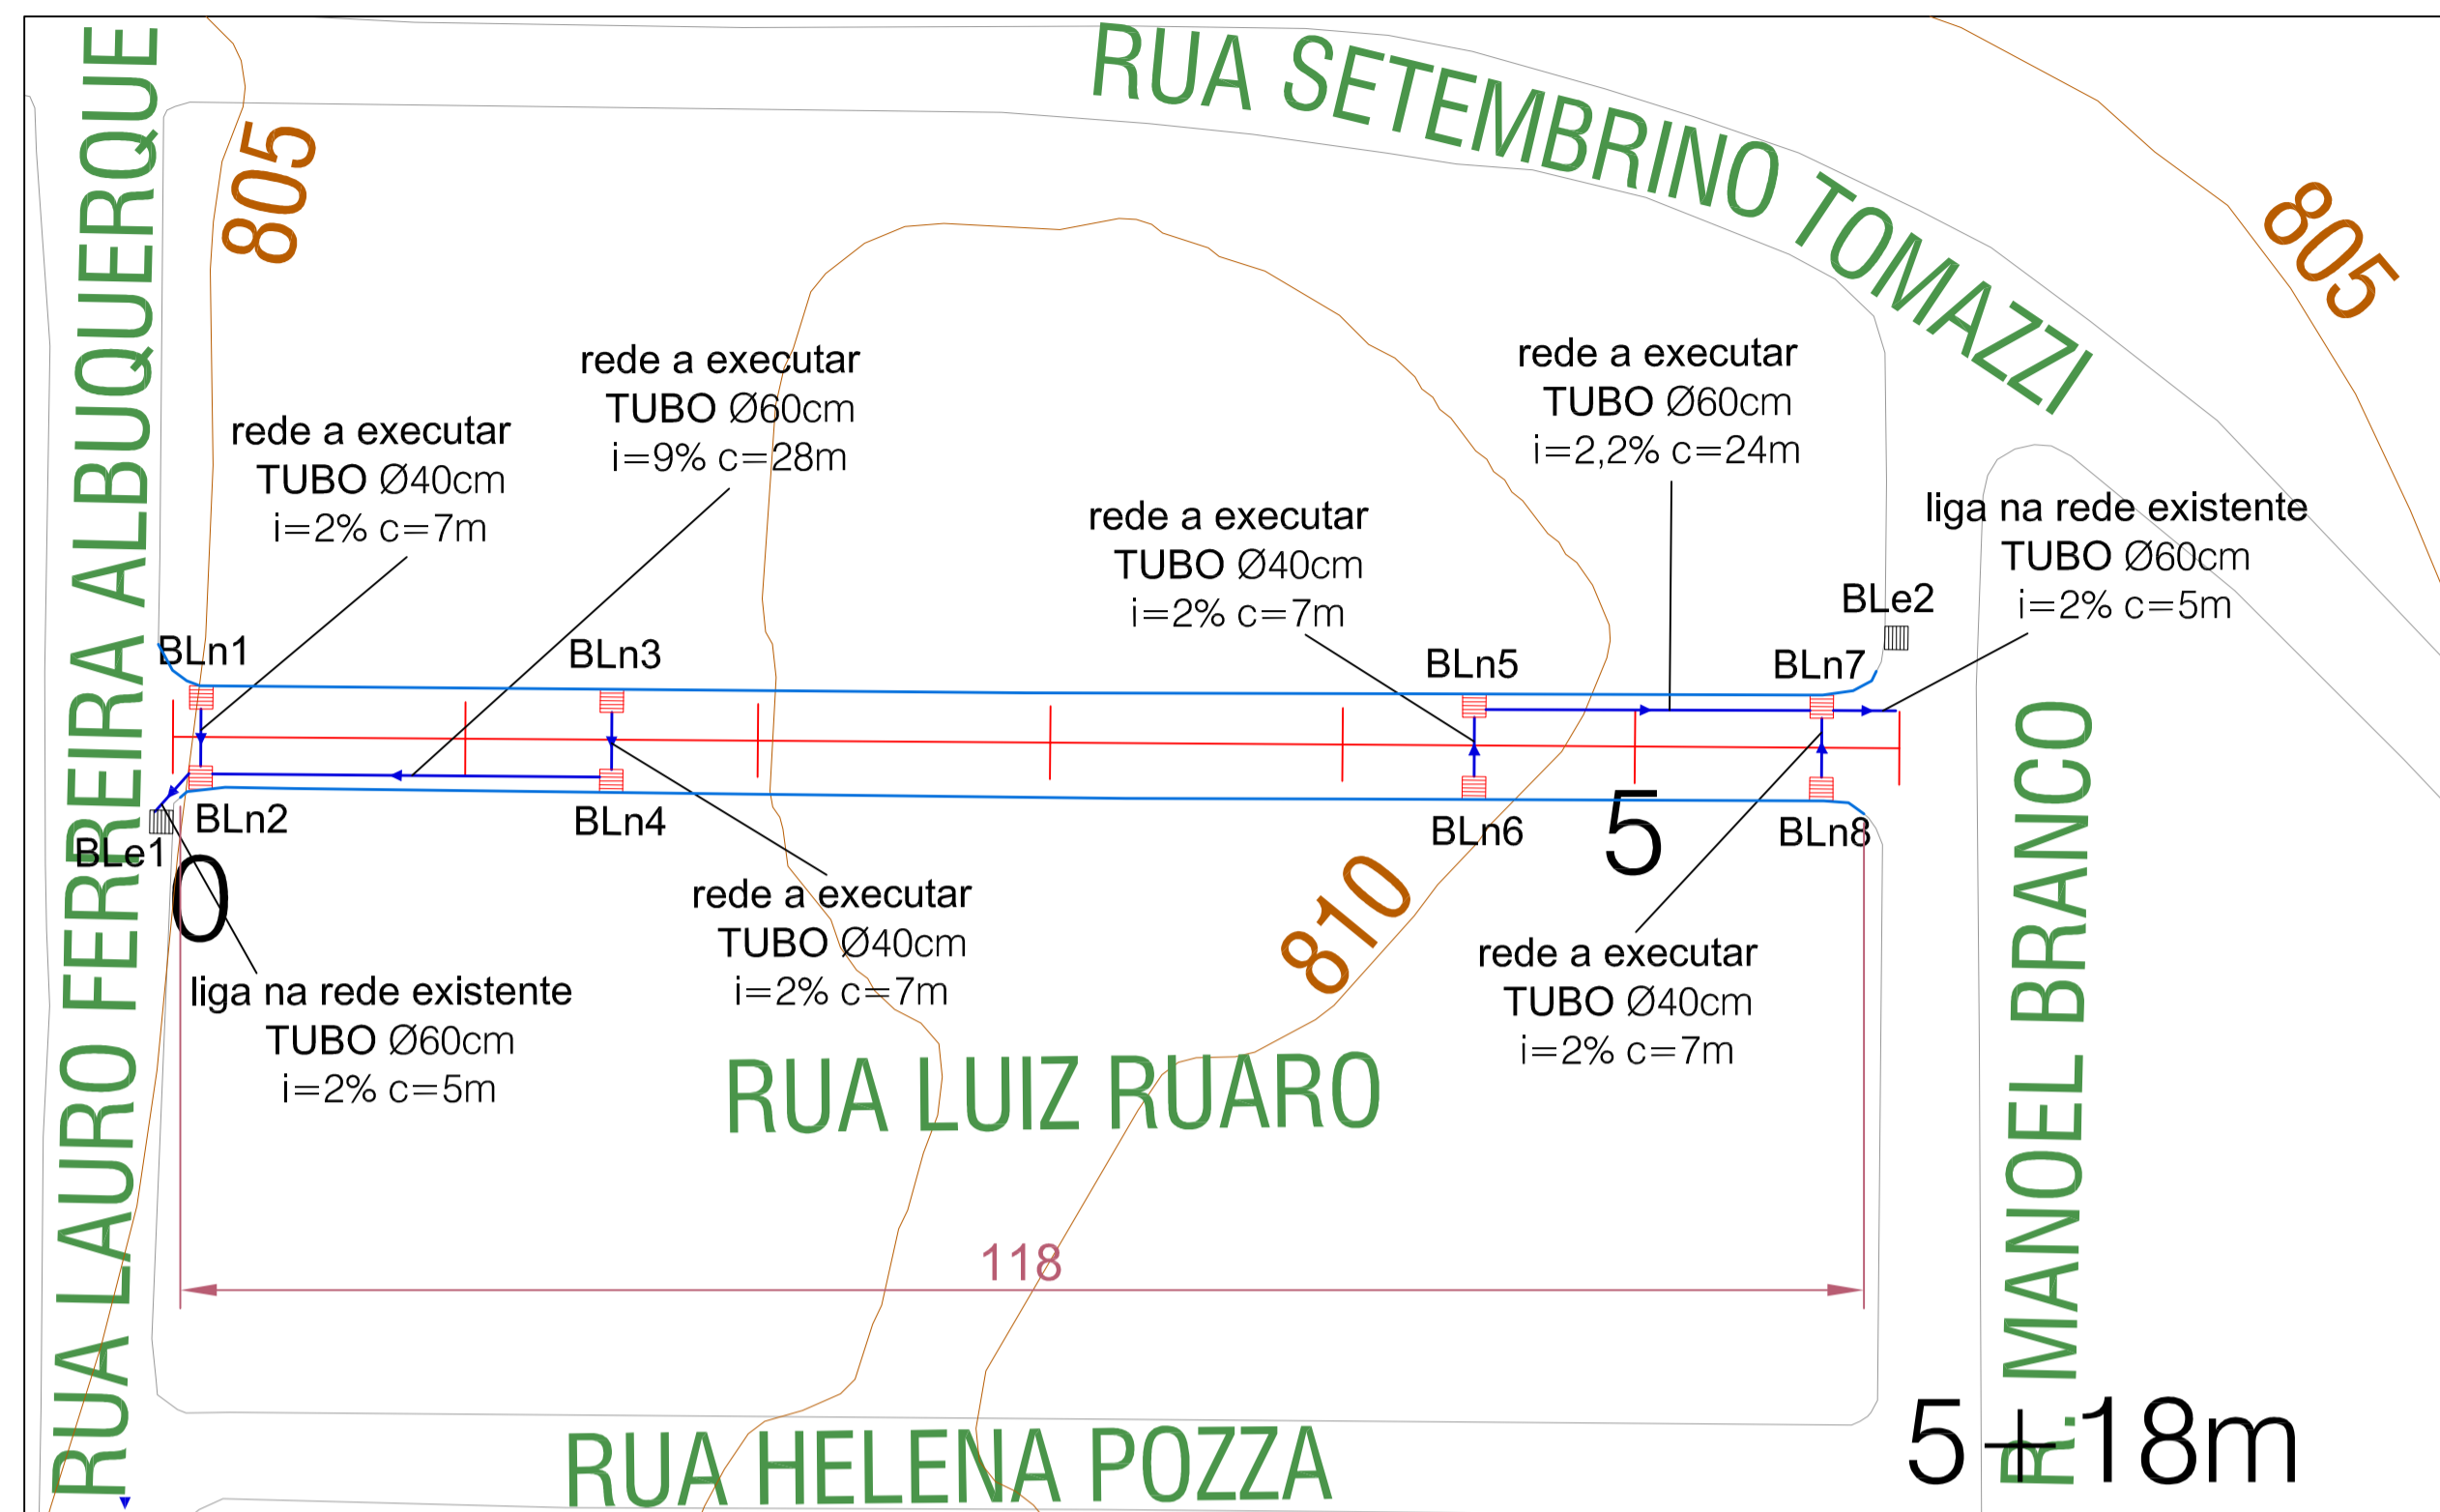 RUA SETEMBRINO TOMAZZI
RUA LAURO FERREIRA ALBUQUERQUE
805
805
rede a executar
TUBO Ø40cm
i=2% c=7m
rede a executar
TUBO Ø60cm
i=9% c=28m
rede a executar
TUBO Ø40cm
i=2% c=7m
rede a executar
TUBO Ø60cm
i=2,2% c=24m
liga na rede existente
TUBO Ø60cm
i=2% c=5m
BLe2
BLn1
BLn3
BLn5
BLn7
BLn2
BLn4
BLn6
BLn8
BLe1
0
5
810
liga na rede existente
TUBO Ø60cm
i=2% c=5m
rede a executar
TUBO Ø40cm
i=2% c=7m
rede a executar
TUBO Ø40cm
i=2% c=7m
RUA LUIZ RUARO
R. MANOEL BRANCO
118
RUA HELENA POZZA
5+18m